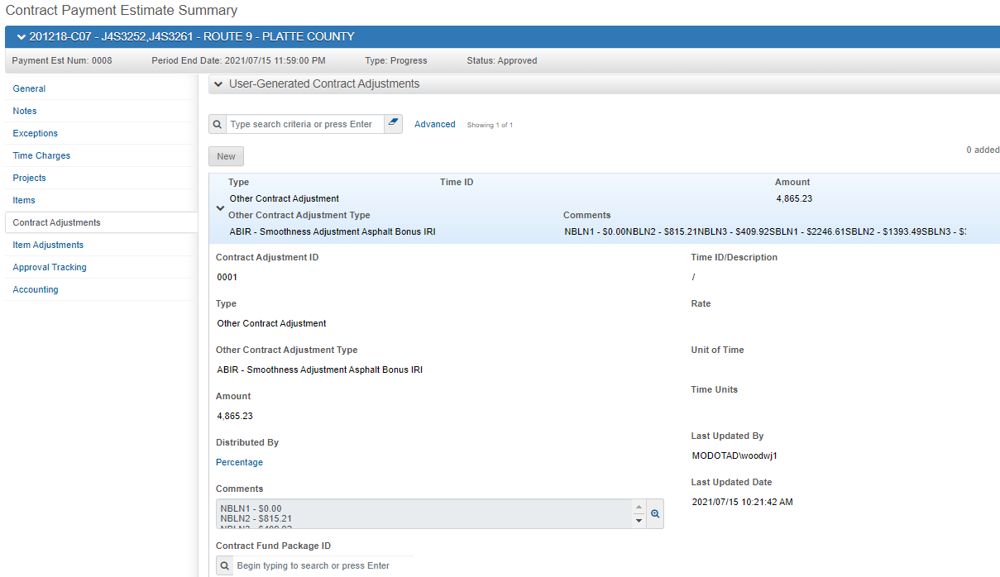 Contract Payment Estimate Summary
201218-C07 - J4S3252,J4S3261 - ROUTE 9 - PLATTE COUNTY
Payment Est Num: 0008 Period End Date: 2021/07/15 11:59:00 PM Type: Progress Status: Approved
General
Notes
Exceptions
Time Charges
Projects
Items
Contract Adjustments
Item Adjustments
Approval Tracking
Accounting
User-Generated Contract Adjustments
Type search criteria or press Enter Advanced Showing 1 of 1
New 0 added
Type Time ID Amount
Other Contract Adjustment 4,865.23
Other Contract Adjustment Type Comments
ABIR - Smoothness Adjustment Asphalt Bonus IRI NBLN1 - $0.00NBLN2 - $815.21NBLN3 - $409.92SBLN1 - $2246.61SBLN2 - $1393.49SBLN3 - $
Contract Adjustment ID Time ID/Description
0001 /
Type Rate
Other Contract Adjustment
Other Contract Adjustment Type Unit of Time
ABIR - Smoothness Adjustment Asphalt Bonus IRI
Time Units
Amount
4,865.23
Last Updated By
Distributed By
MODOTAD\woodwj1
Percentage
Last Updated Date
Comments
2021/07/15 10:21:42 AM
NBLN1 - $0.00
NBLN2 - $815.21
NBLN3 - $409.92
Contract Fund Package ID
Begin typing to search or press Enter